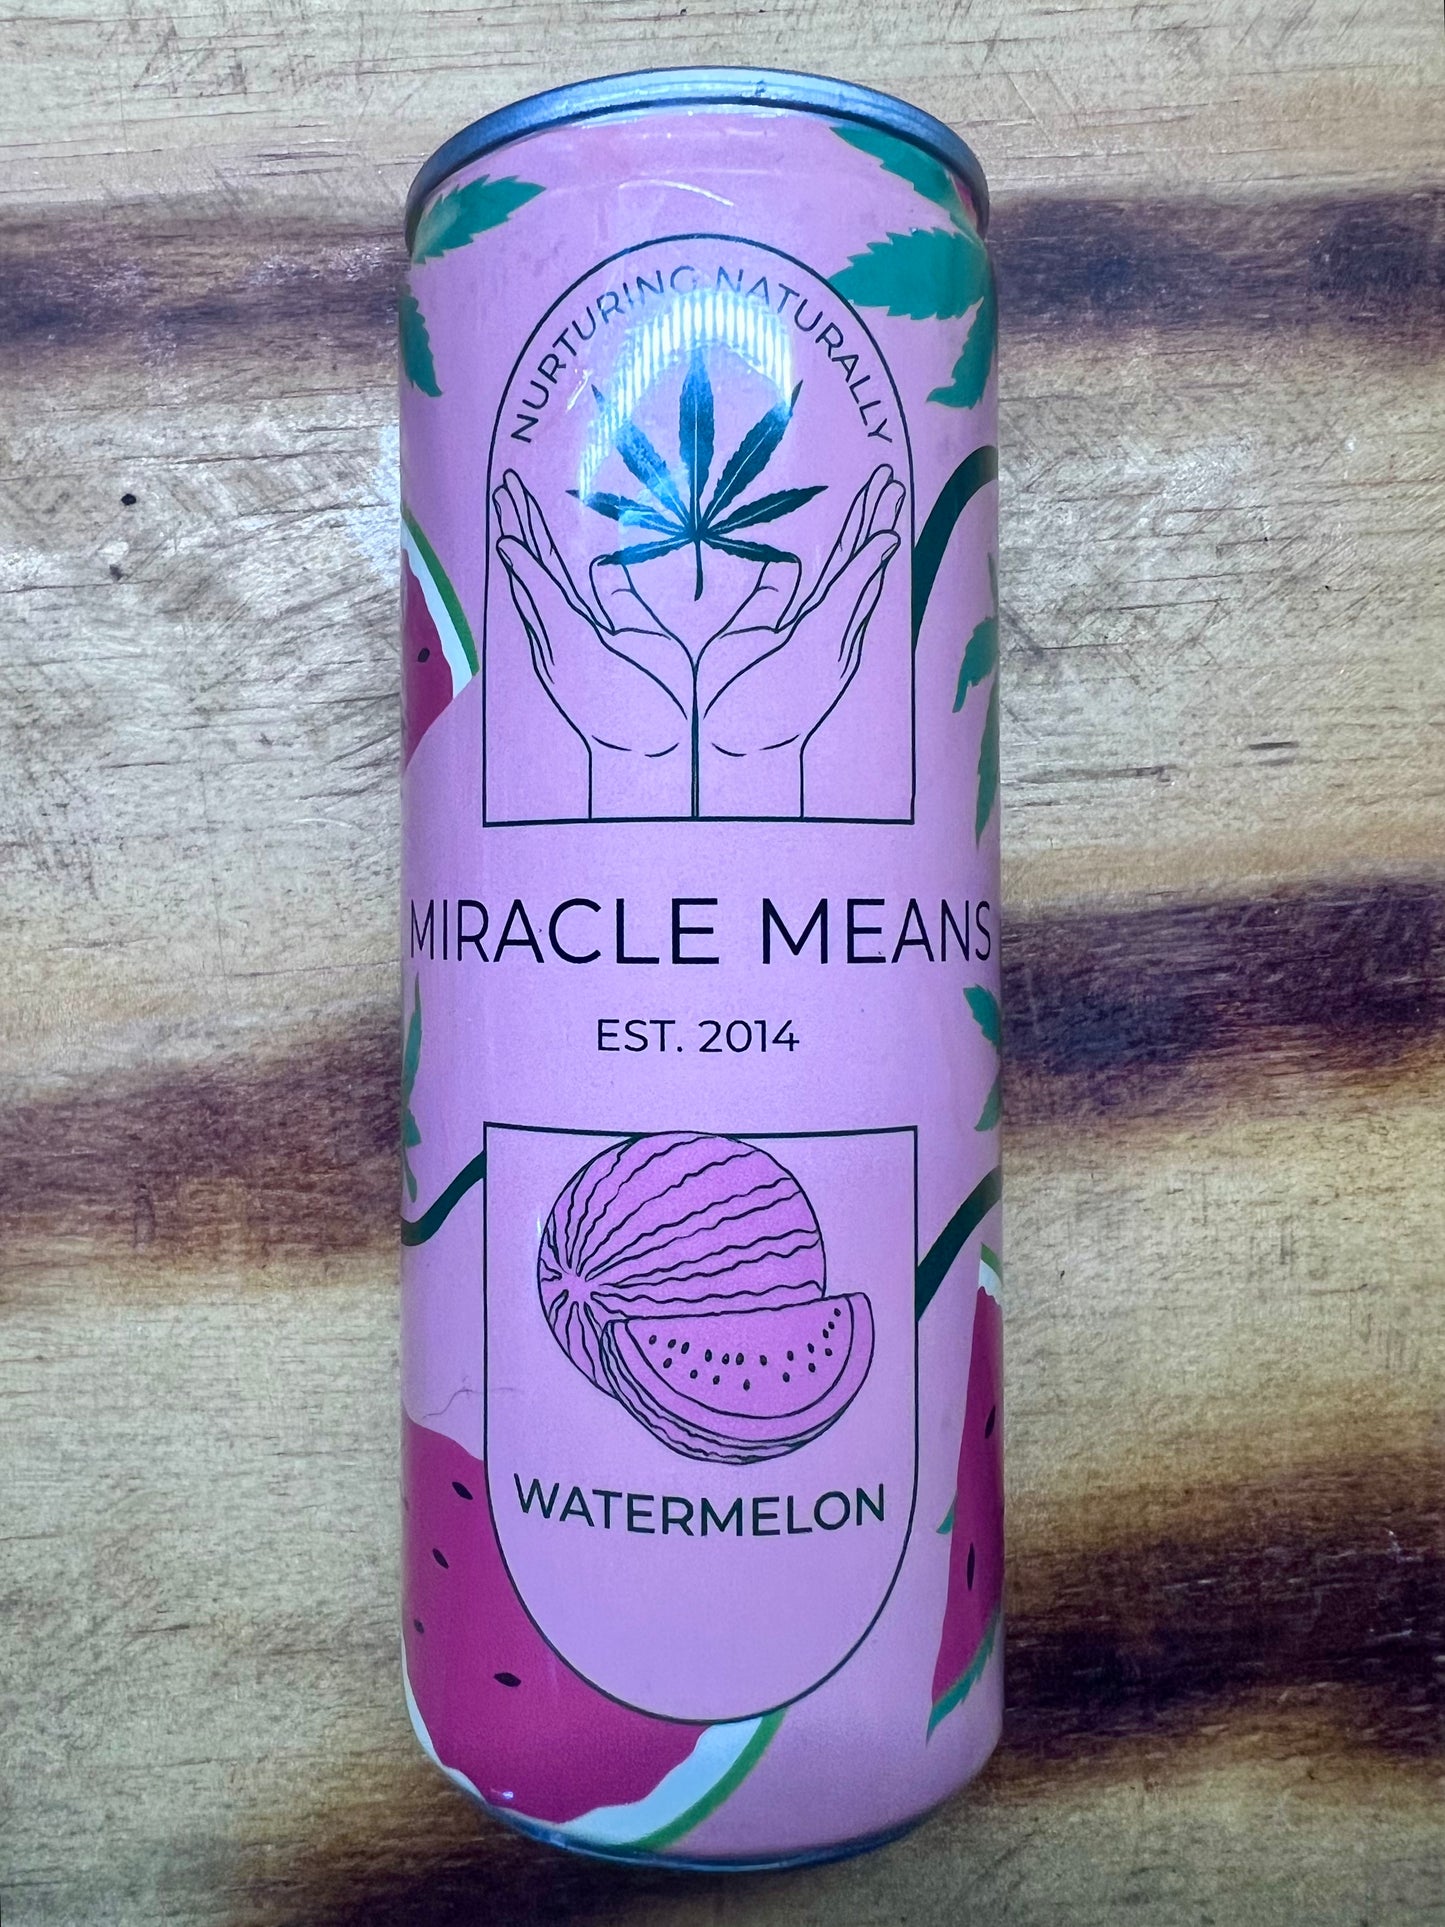 NURTURING NATURALLY
MIRACLE MEANS
EST. 2014
WATERMELON